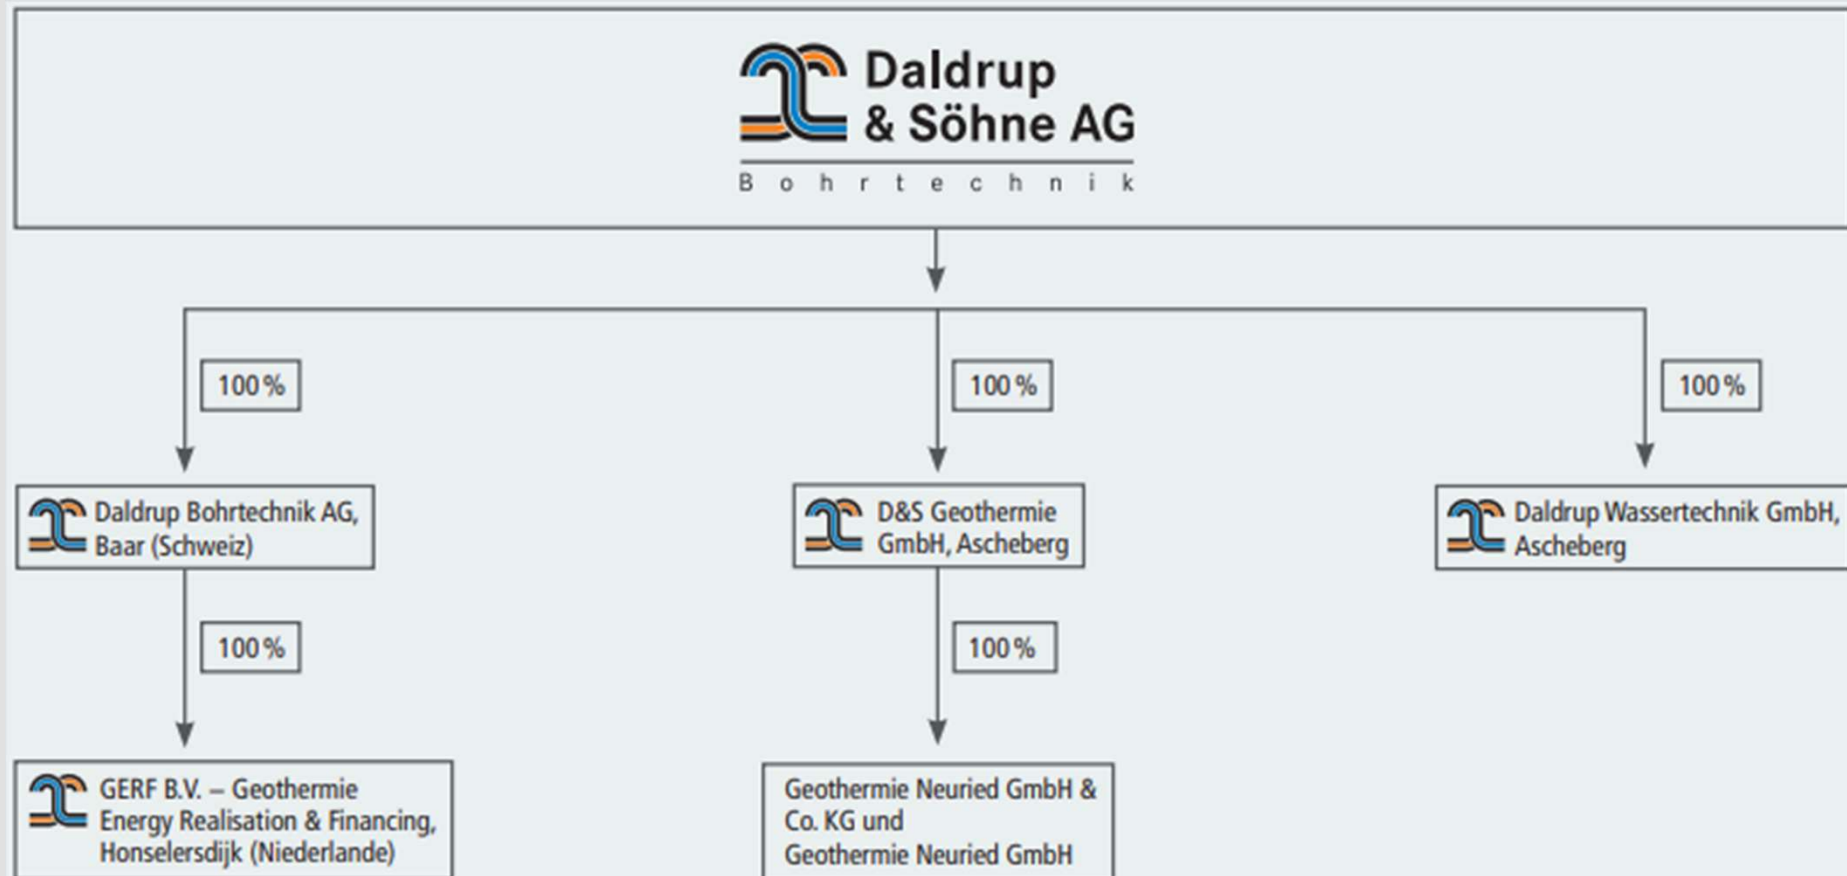 Daldrup
& Söhne AG
Bohrtechnik
100 %
100 %
100 %
Daldrup Bohrtechnik AG,
Baar (Schweiz)
D&S Geothermie
GmbH, Ascheberg
Daldrup Wassertechnik GmbH,
Ascheberg
100 %
100 %
GERF B.V. – Geothermie
Energy Realisation & Financing,
Honselersdijk (Niederlande)
Geothermie Neuried GmbH &
Co. KG und
Geothermie Neuried GmbH